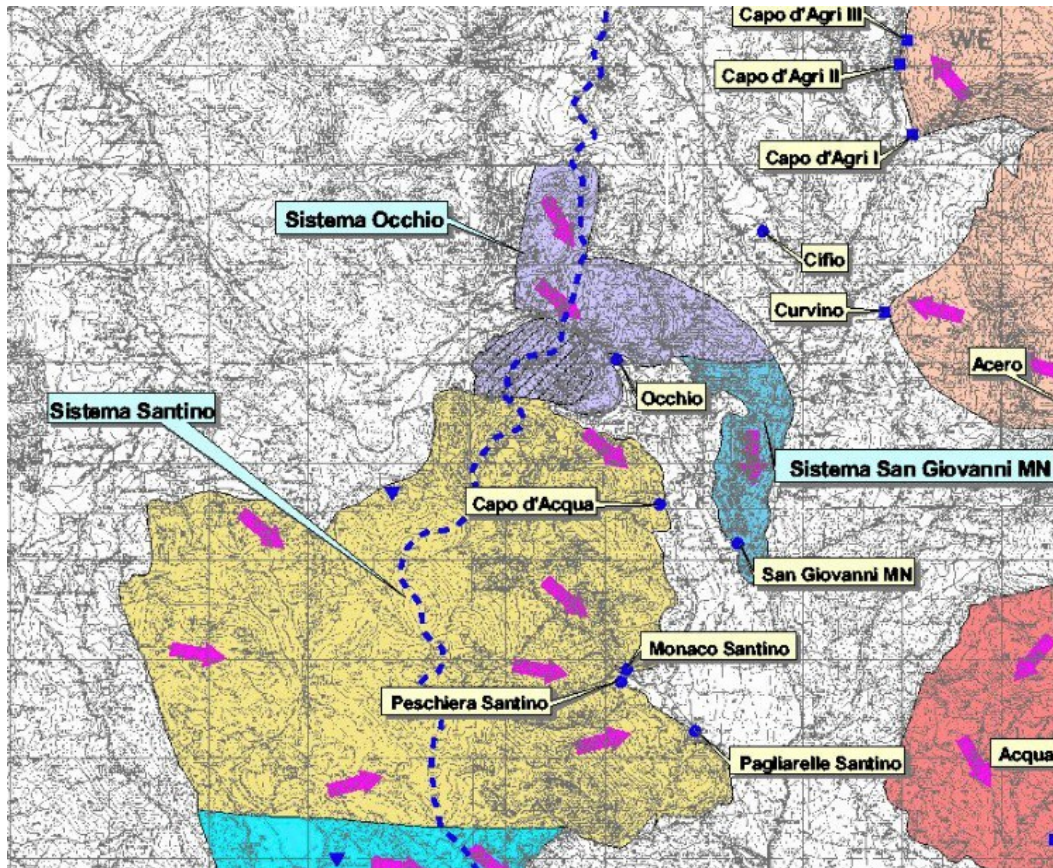 Capo d'Agri III
WE
Capo d'Agri II
Capo d'Agri I
Sistema Occhio
Cifio
Curvino
Acero
Occhio
Sistema Santino
Sistema San Giovanni MN
Capo d'Acqua
San Giovanni MN
Monaco Santino
Peschiera Santino
Pagliarelle Santino
Acqua